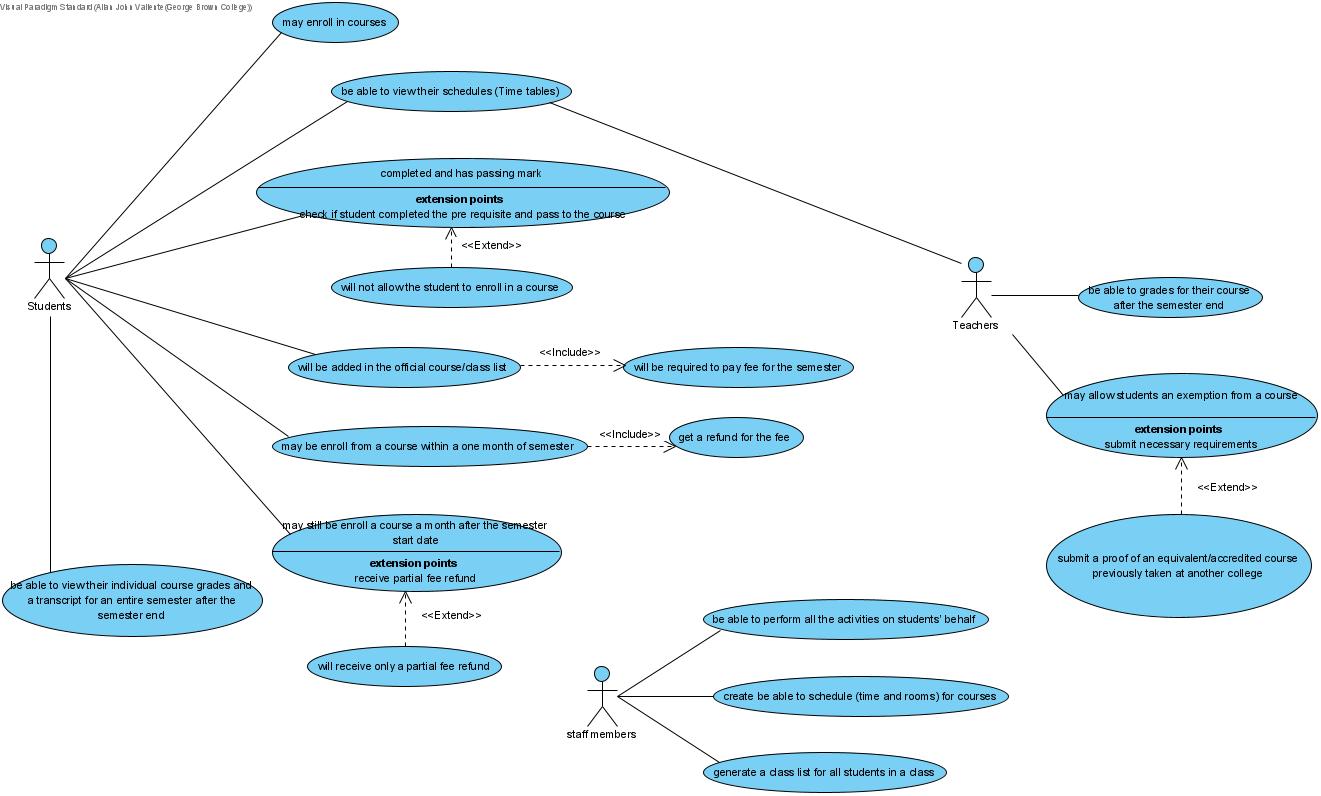 Visual Paradigm Standard (Allan John Valiente(George Brown College))
may enroll in courses
be able to view their schedules (Time tables)
completed and has passing mark
extension points
check if student completed the pre requisite and pass to the course
<<Extend>>
will not allow the student to enroll in a course
Students
Teachers
be able to grades for their course
after the semester end
will be added in the official course/class list
<<Include>>
will be required to pay fee for the semester
may allow students an exemption from a course
extension points
submit necessary requirements
may be enroll from a course within a one month of semester
<<Include>>
get a refund for the fee
<<Extend>>
may still be enroll a course a month after the semester
start date
extension points
receive partial fee refund
submit a proof of an equivalent/accredited course
previously taken at another college
be able to view their individual course grades and
a transcript for an entire semester after the
semester end
<<Extend>>
will receive only a partial fee refund
be able to perform all the activities on students' behalf
create be able to schedule (time and rooms) for courses
staff members
generate a class list for all students in a class